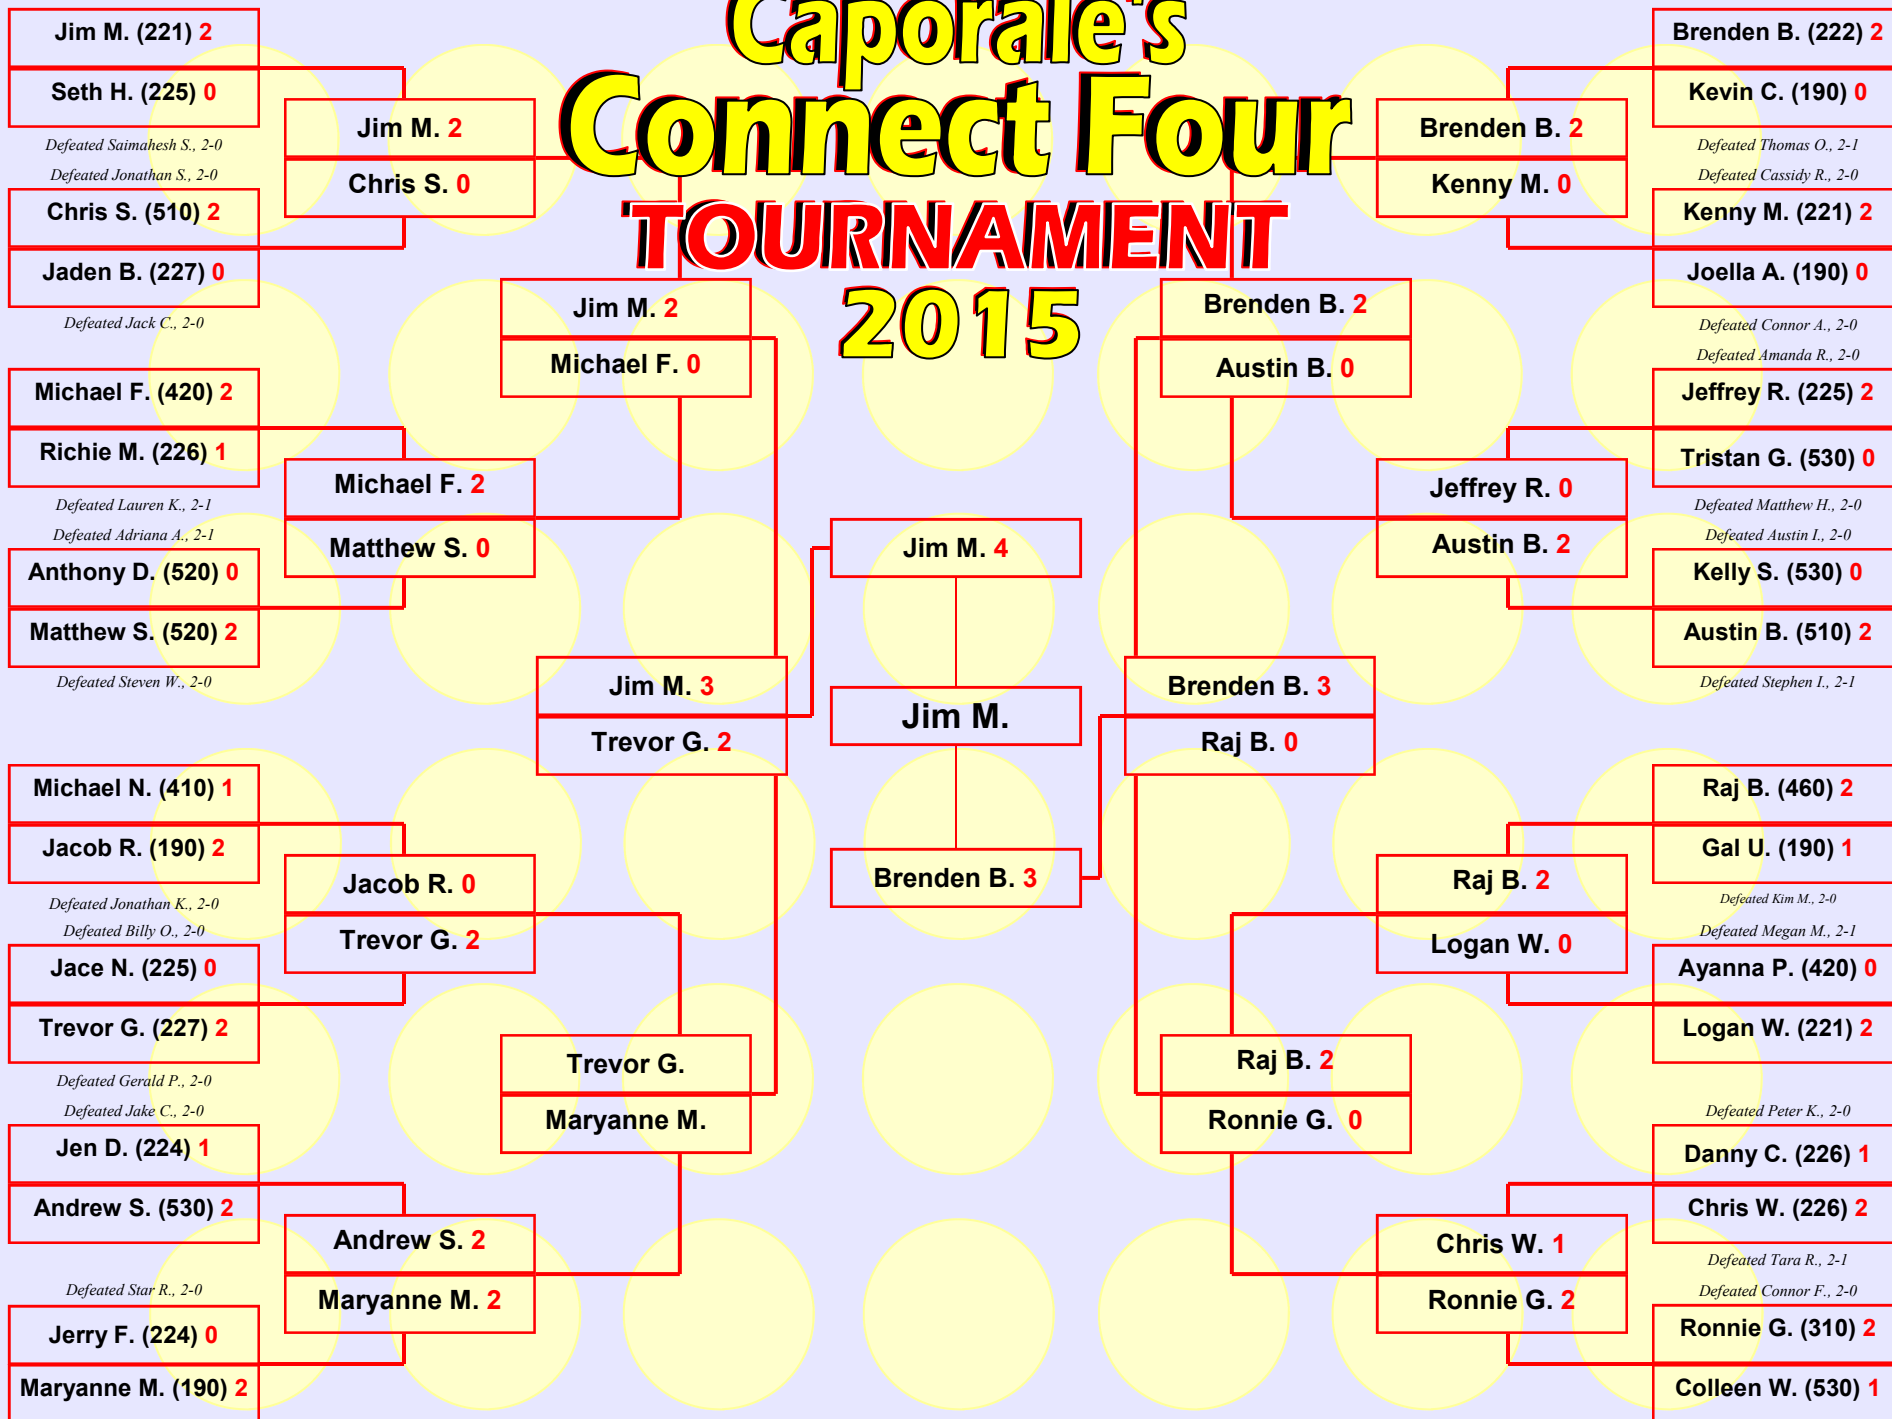 Caporale's
Connect Four
TOURNAMENT
2015
Jim M. (221) 2
Seth H. (225) 0
Defeated Saimahesh S., 2-0
Defeated Jonathan S., 2-0
Chris S. (510) 2
Jaden B. (227) 0
Defeated Jack C., 2-0
Michael F. (420) 2
Richie M. (226) 1
Defeated Lauren K., 2-1
Defeated Adriana A., 2-1
Anthony D. (520) 0
Matthew S. (520) 2
Defeated Steven W., 2-0
Michael N. (410) 1
Jacob R. (190) 2
Defeated Jonathan K., 2-0
Defeated Billy O., 2-0
Jace N. (225) 0
Trevor G. (227) 2
Defeated Gerald P., 2-0
Defeated Jake C., 2-0
Jen D. (224) 1
Andrew S. (530) 2
Defeated Star R., 2-0
Jerry F. (224) 0
Maryanne M. (190) 2
Jim M. 2
Chris S. 0
Michael F. 2
Matthew S. 0
Jacob R. 0
Trevor G. 2
Andrew S. 2
Maryanne M. 2
Jim M. 2
Michael F. 0
Trevor G.
Maryanne M.
Jim M. 3
Trevor G. 2
Jim M. 4
Jim M.
Brenden B. 3
Brenden B. 3
Raj B. 0
Brenden B. 2
Austin B. 0
Raj B. 2
Ronnie G. 0
Brenden B. 2
Kenny M. 0
Jeffrey R. 0
Austin B. 2
Raj B. 2
Logan W. 0
Chris W. 1
Ronnie G. 2
Brenden B. (222) 2
Kevin C. (190) 0
Defeated Thomas O., 2-1
Defeated Cassidy R., 2-0
Kenny M. (221) 2
Joella A. (190) 0
Defeated Connor A., 2-0
Defeated Amanda R., 2-0
Jeffrey R. (225) 2
Tristan G. (530) 0
Defeated Matthew H., 2-0
Defeated Austin I., 2-0
Kelly S. (530) 0
Austin B. (510) 2
Defeated Stephen I., 2-1
Raj B. (460) 2
Gal U. (190) 1
Defeated Kim M., 2-0
Defeated Megan M., 2-1
Ayanna P. (420) 0
Logan W. (221) 2
Defeated Peter K., 2-0
Danny C. (226) 1
Chris W. (226) 2
Defeated Tara R., 2-1
Defeated Connor F., 2-0
Ronnie G. (310) 2
Colleen W. (530) 1